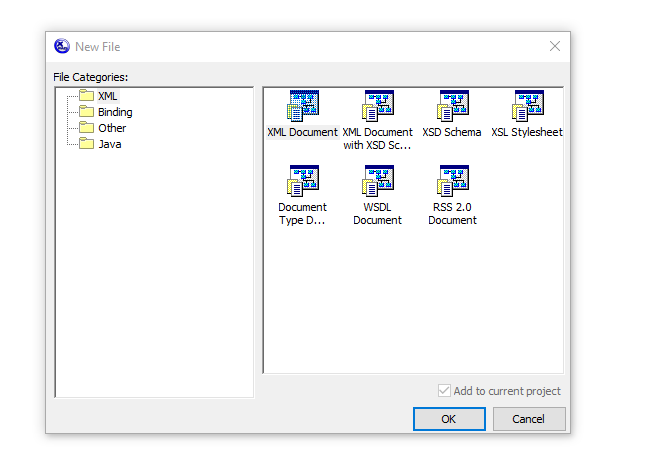 New File
File Categories:
XML
Binding
Other
Java
XML Document
XML Document
with XSD Sc...
XSD Schema
XSL Stylesheet
Document
Type D...
WSDL
Document
RSS 2.0
Document
Add to current project
OK
Cancel